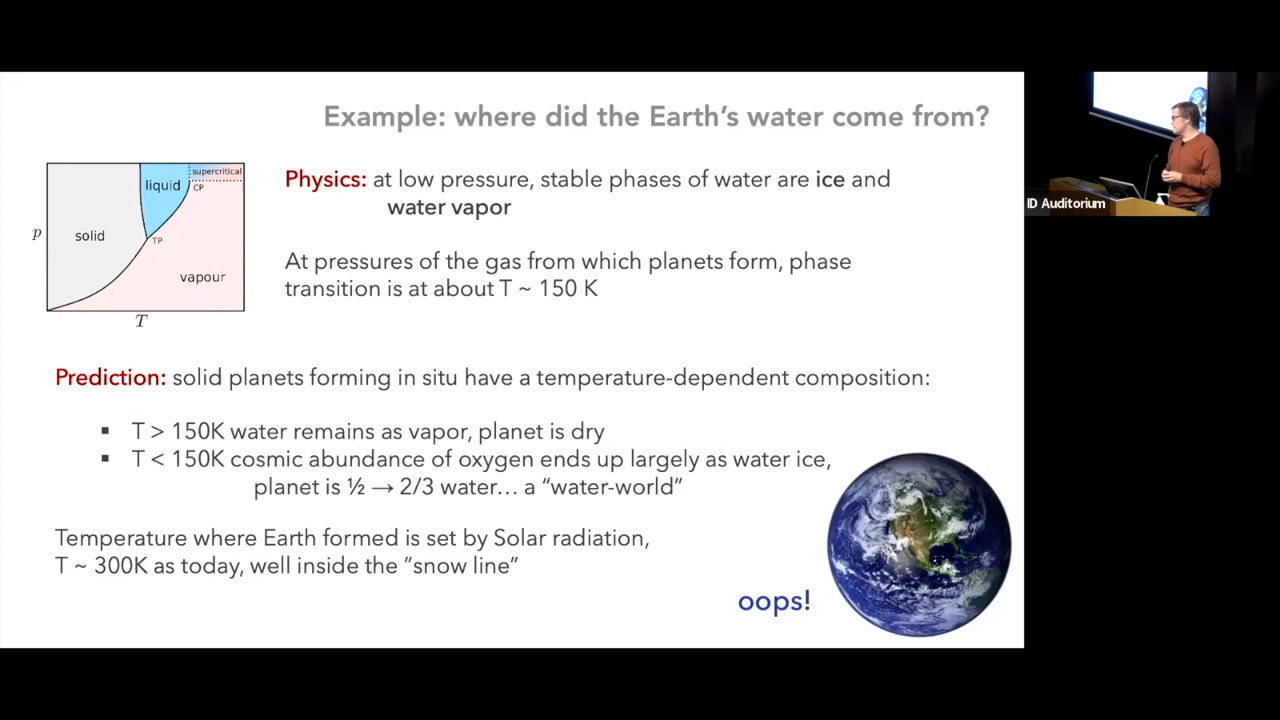 Example: where did the Earth's water come from?
p
solid
liquid
supercritical
CP
TP
vapour
T
Physics: at low pressure, stable phases of water are ice and
water vapor
At pressures of the gas from which planets form, phase
transition is at about T ~ 150 K
Prediction: solid planets forming in situ have a temperature-dependent composition:
▪ T > 150K water remains as vapor, planet is dry
▪ T < 150K cosmic abundance of oxygen ends up largely as water ice,
planet is ½ → 2/3 water... a “water-world”
Temperature where Earth formed is set by Solar radiation,
T ~ 300K as today, well inside the “snow line”
oops!
ID Auditorium